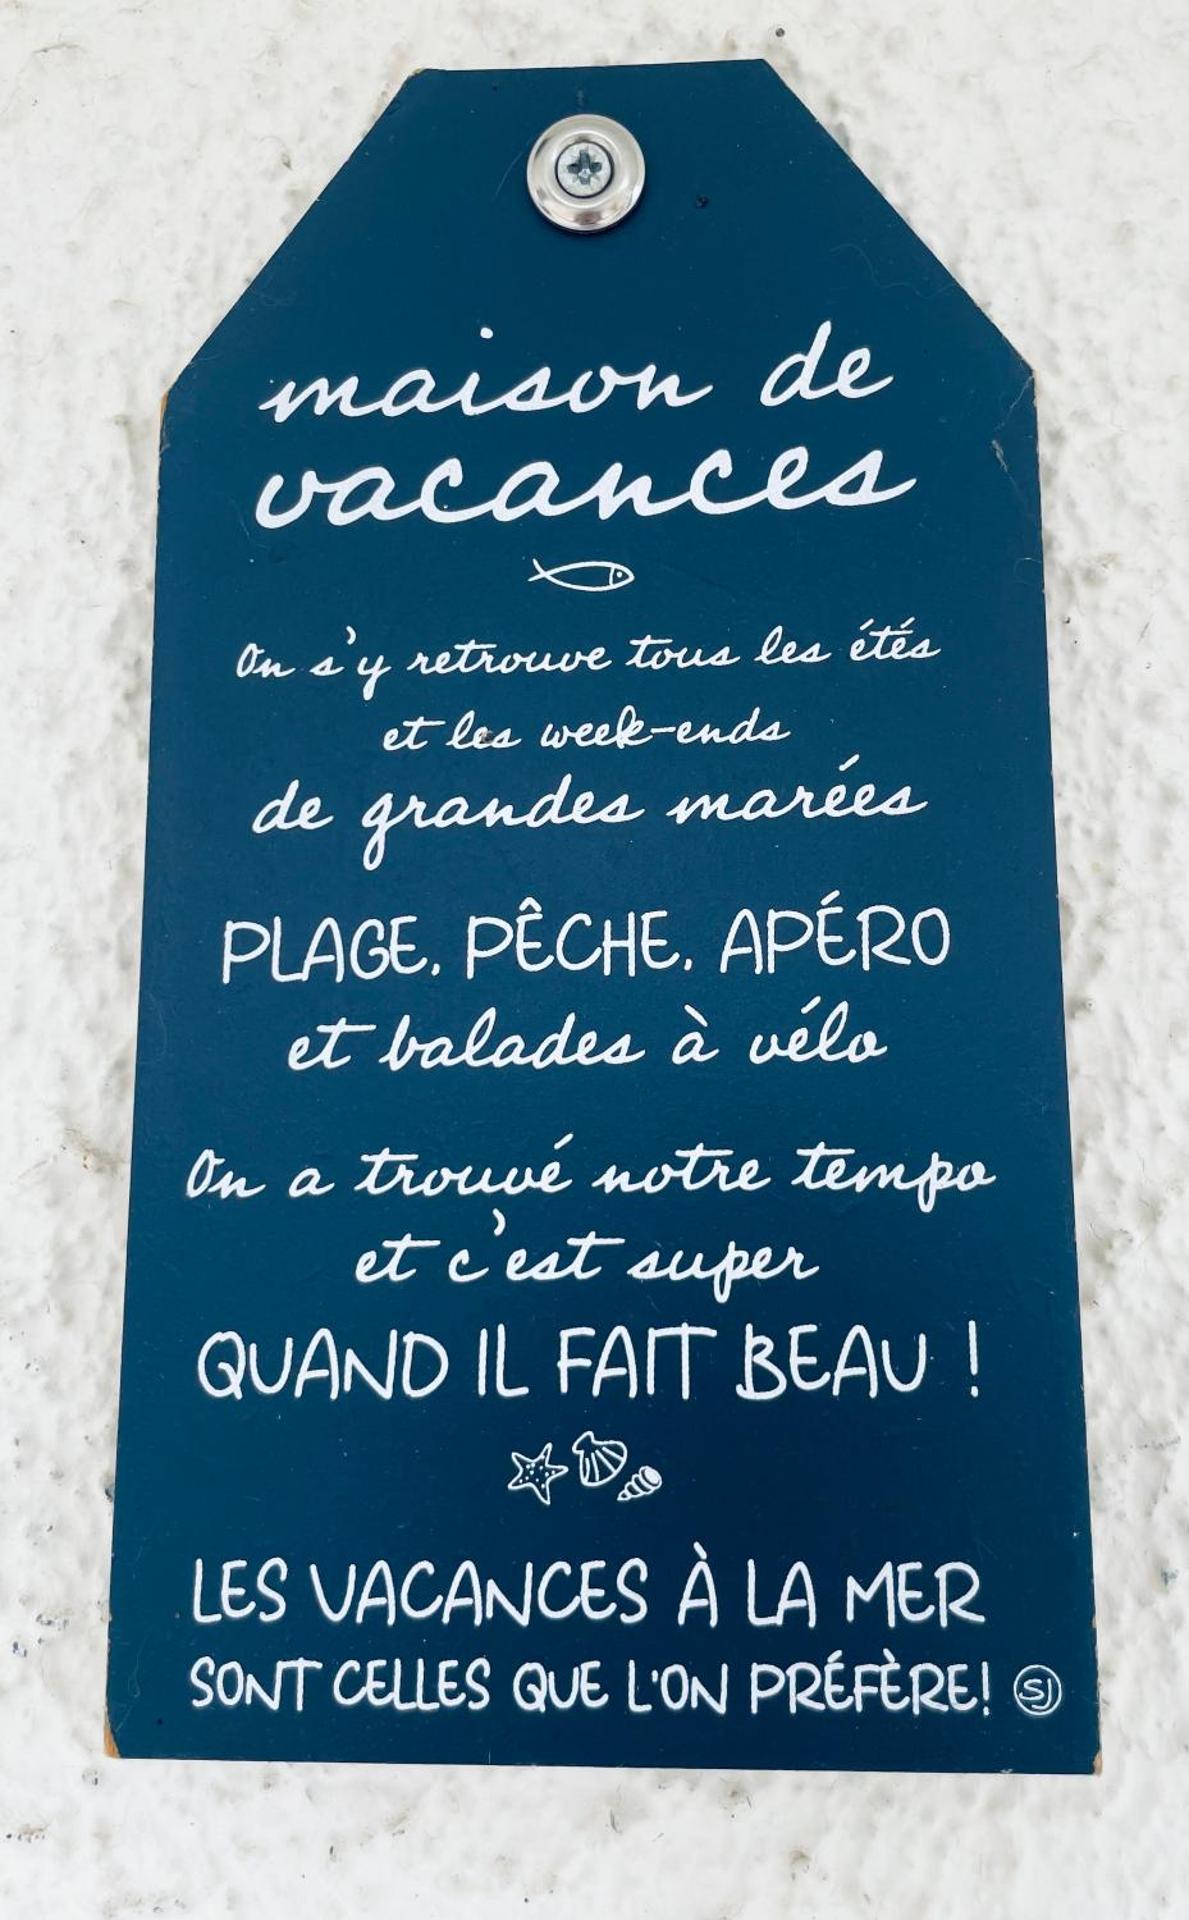 maison de
vacances
On s'y retrouve tous les étés
et les week-ends
de grandes marées
PLAGE, PÊCHE, APÉRO
et balades à vélo
On a trouvé notre tempo
et c'est super
QUAND IL FAIT BEAU !
LES VACANCES À LA MER
SONT CELLES QUE L'ON PRÉFÈRE! SJ